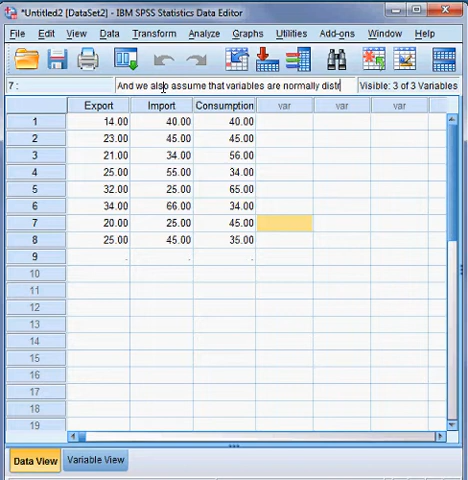 *Untitled2 [DataSet2] - IBM SPSS Statistics Data Editor
File Edit View Data Transform Analyze Graphs Utilities Add-ons Window Help
7 : And we also assume that variables are normally distr Visible: 3 of 3 Variables
Export Import Consumption var var var
1 14.00 40.00 40.00
2 23.00 45.00 45.00
3 21.00 34.00 56.00
4 25.00 55.00 34.00
5 32.00 25.00 65.00
6 34.00 66.00 34.00
7 20.00 25.00 45.00
8 25.00 45.00 35.00
9 . . .
10
11
12
13
14
15
16
17
18
19
Data View Variable View